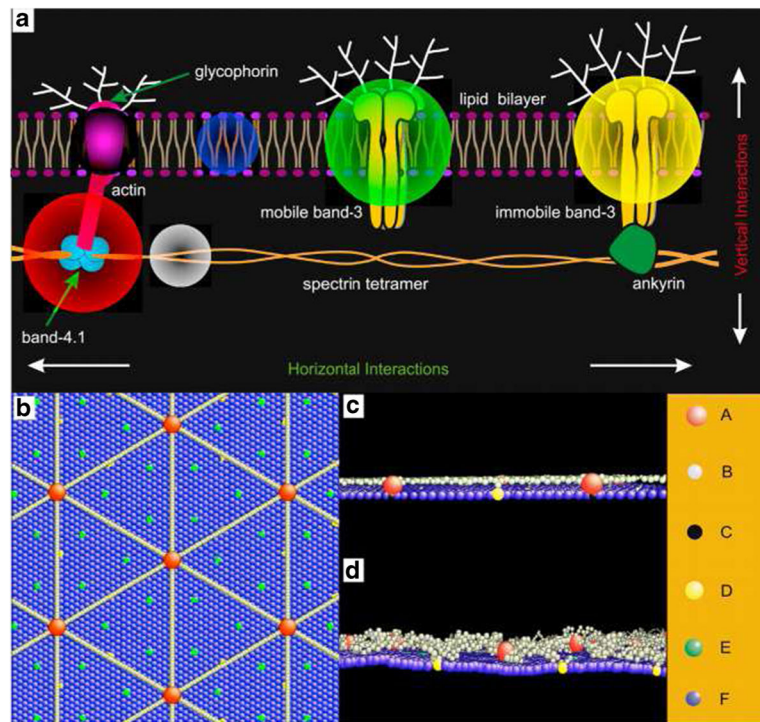 a
glycophorin
lipid bilayer
actin
mobile band-3
immobile band-3
Vertical Interactions
spectrin tetramer
ankyrin
band-4.1
Horizontal Interactions
b
c
d
A
B
C
D
E
F